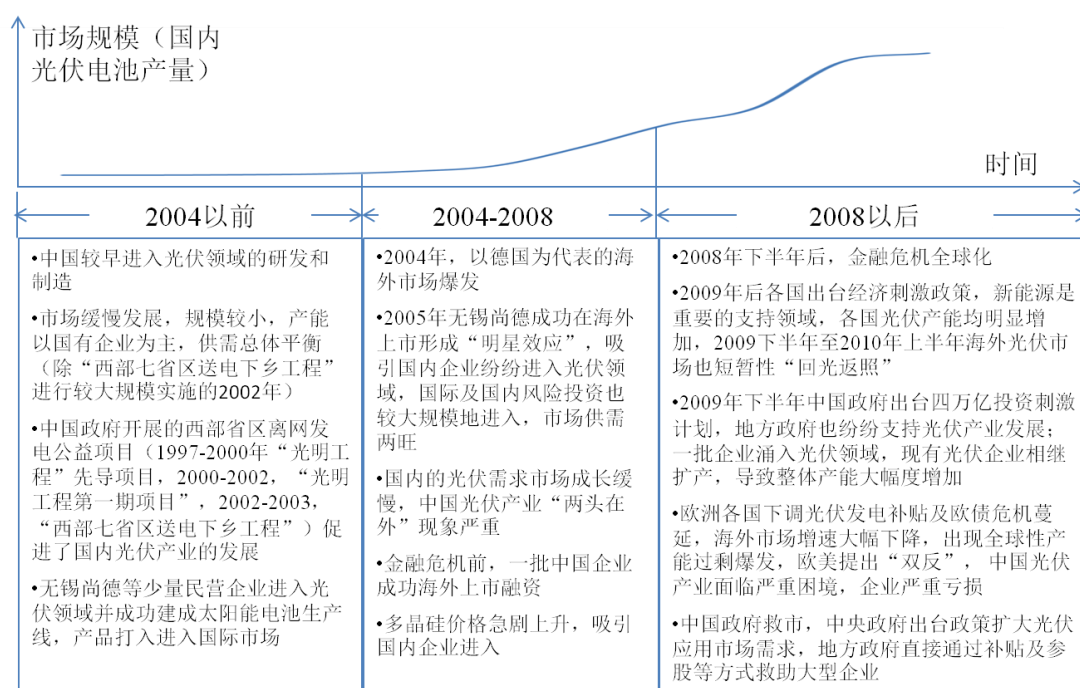 市场规模（国内
光伏电池产量）
时间
2004以前
2004-2008
2008以后
•中国较早进入光伏领域的研发和
制造
•市场缓慢发展，规模较小，产能
以国有企业为主，供需总体平衡
（除“西部七省区送电下乡工程”
进行较大规模实施的2002年）
•中国政府开展的西部省区离网发
电公益项目（1997-2000年“光明工
程”先导项目，2000-2002，“光明
工程第一期项目”，2002-2003，
“西部七省区送电下乡工程”）促
进了国内光伏产业的发展
•无锡尚德等少量民营企业进入光
伏领域并成功建成太阳能电池生产
线，产品打入进入国际市场
•2004年，以德国为代表的海
外市场爆发
•2005年无锡尚德成功在海外
上市形成“明星效应”，吸
引国内企业纷纷进入光伏领
域，国际及国内风险投资也
较大规模地进入，市场供需
两旺
•国内的光伏需求市场成长缓
慢，中国光伏产业“两头在
外”现象严重
•金融危机前，一批中国企业
成功海外上市融资
•多晶硅价格急剧上升，吸引
国内企业进入
•2008年下半年后，金融危机全球化
•2009年后各国出台经济刺激政策，新能源是
重要的支持领域，各国光伏产能均明显增
加，2009下半年至2010年上半年海外光伏市
场也短暂性“回光返照”
•2009年下半年中国政府出台四万亿投资刺激
计划，地方政府也纷纷支持光伏产业发展；
一批企业涌入光伏领域，现有光伏企业相继
扩产，导致整体产能大幅度增加
•欧洲各国下调光伏发电补贴及欧债危机蔓
延，海外市场增速大幅下降，出现全球性产
能过剩爆发，欧美提出“双反”，中国光伏
产业面临严重困境，企业严重亏损
•中国政府救市，中央政府出台政策扩大光伏
应用市场需求，地方政府直接通过补贴及参
股等方式救助大型企业